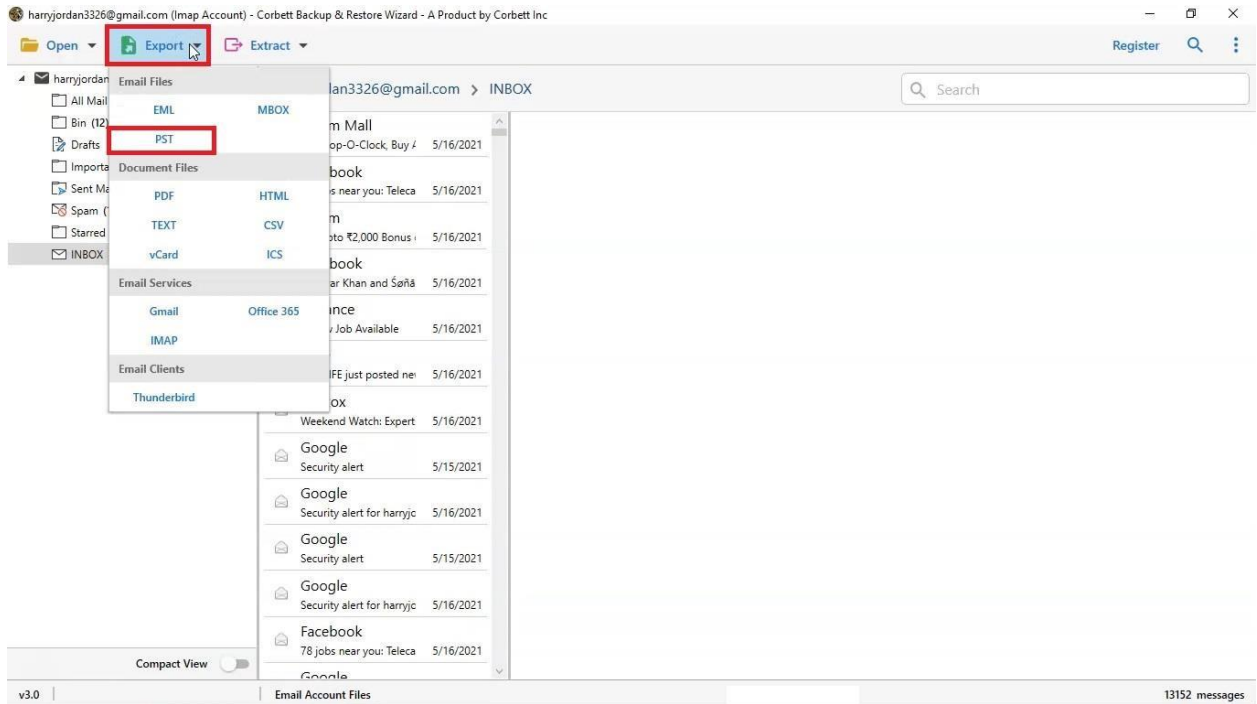 harryjordan3326@gmail.com (Imap Account) - Corbett Backup & Restore Wizard - A Product by Corbett Inc
Open Export Extract Register
harryjordan
All Mail
Bin (12)
Drafts
Importa
Sent Ma
Spam (
Starred
INBOX
Email Files
EML MBOX
PST
Document Files
PDF HTML
TEXT CSV
vCard ICS
Email Services
Gmail Office 365
IMAP
Email Clients
Thunderbird
dan3326@gmail.com > INBOX
Search
m Mall
op-O-Clock, Buy 5/16/2021
book
s near you: Teleca 5/16/2021
m
pto ₹2,000 Bonus 5/16/2021
book
ar Khan and Śøñâ 5/16/2021
ance
Job Available 5/16/2021
IFE just posted ne 5/16/2021
ox
Weekend Watch: Expert 5/16/2021
Google
Security alert 5/15/2021
Google
Security alert for harryjc 5/16/2021
Google
Security alert 5/15/2021
Google
Security alert for harryjc 5/16/2021
Facebook
78 jobs near you: Teleca 5/16/2021
Google
Compact View
v3.0 Email Account Files 13152 messages